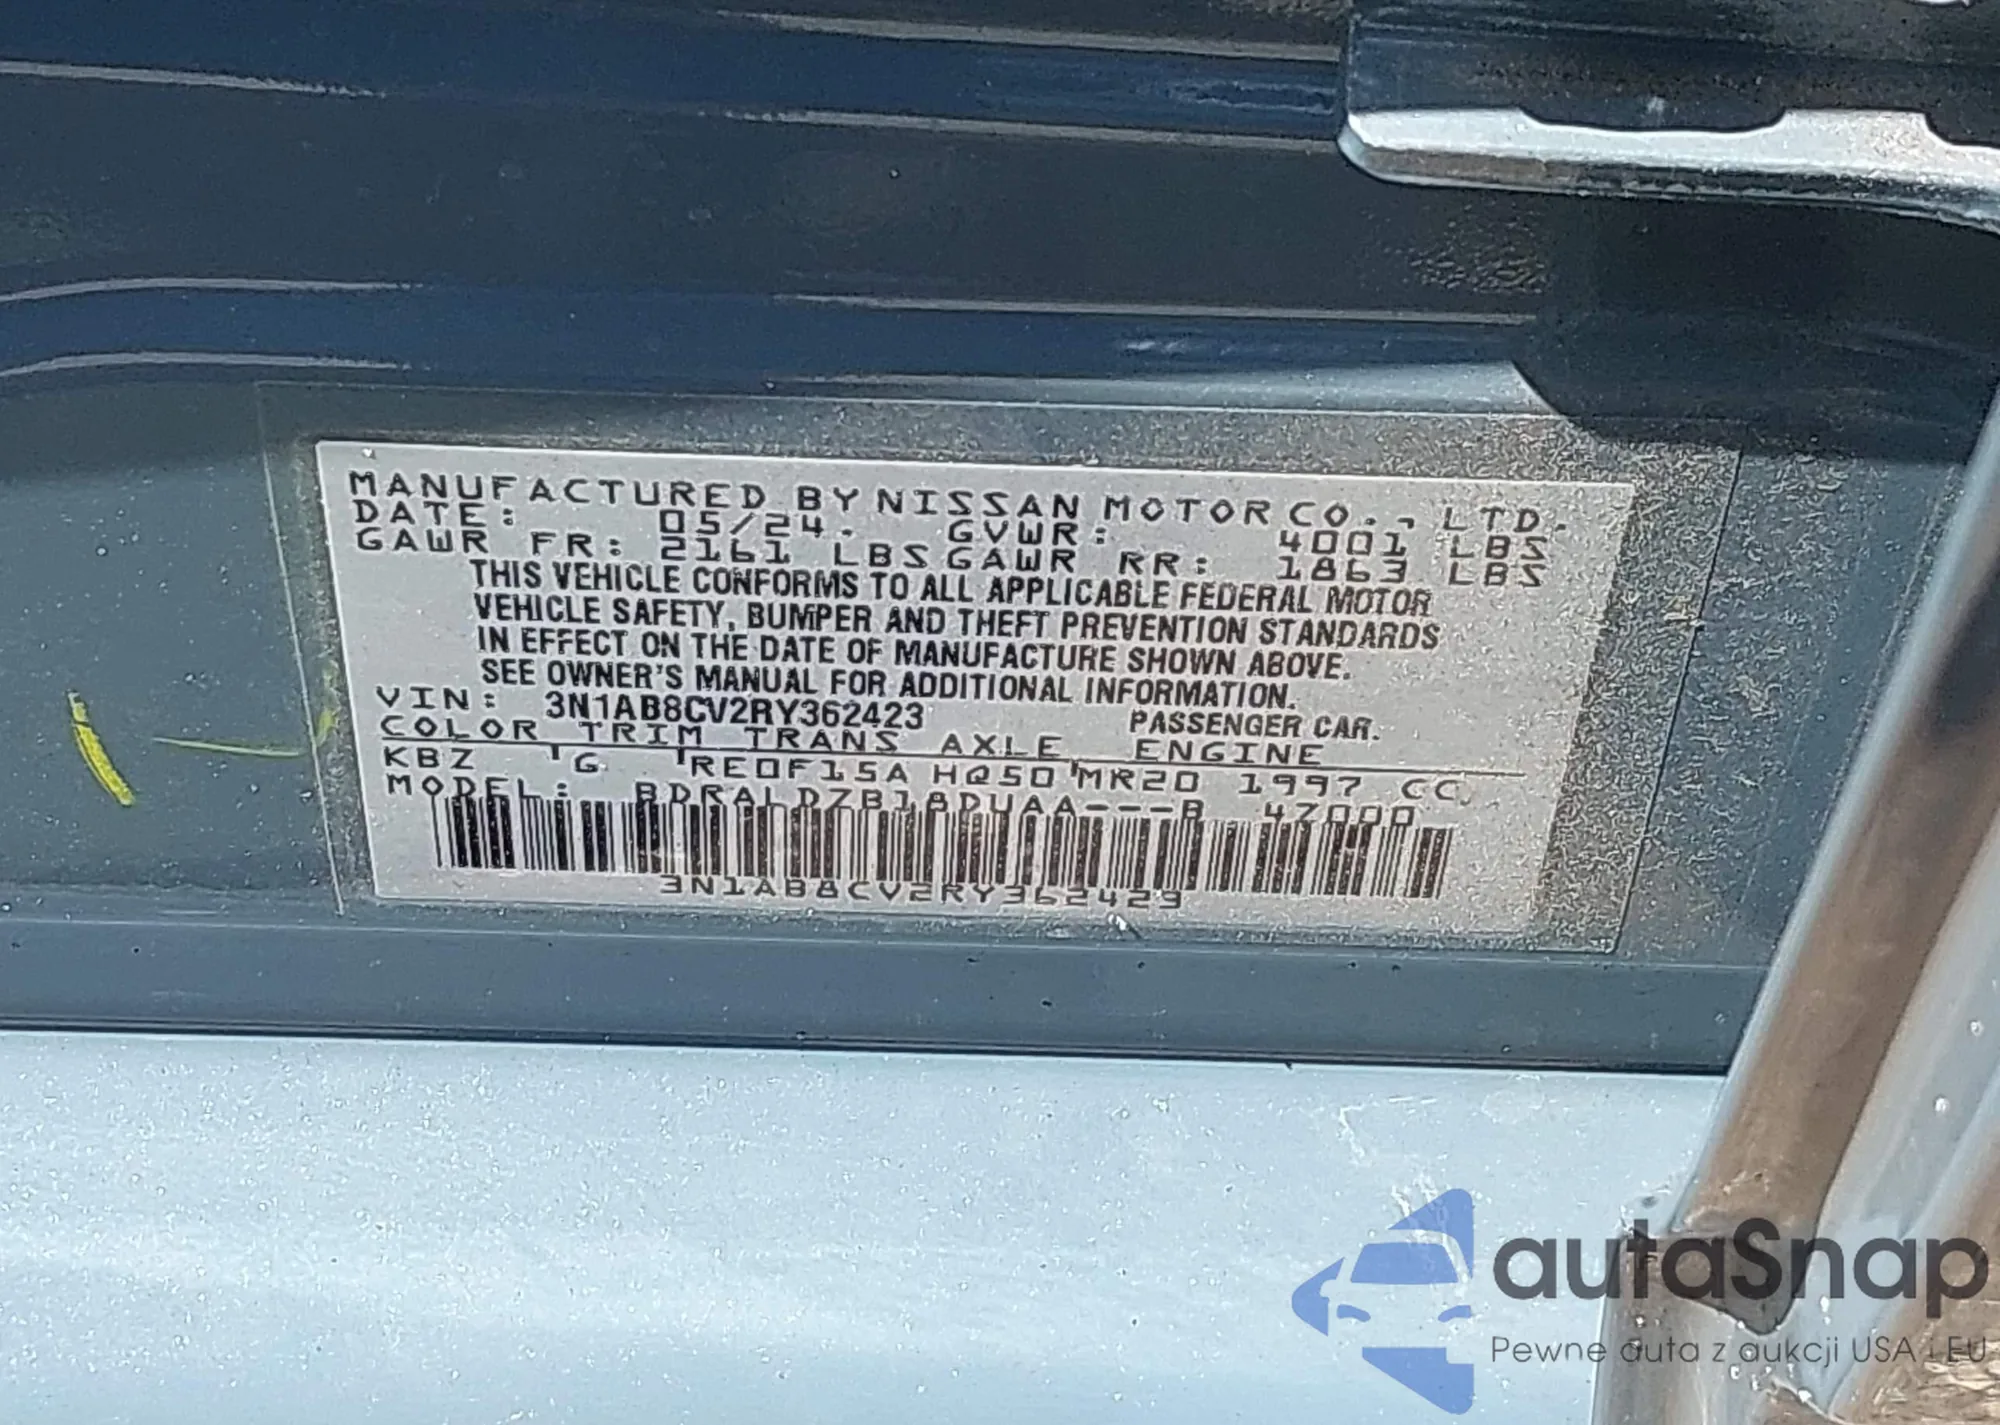 MANUFACTURED BY NISSAN MOTOR CO., LTD.
DATE: 05/24. GVWR: 4001 LBS
GAWR FR: 2161 LBS GAWR RR: 1863 LBS
THIS VEHICLE CONFORMS TO ALL APPLICABLE FEDERAL MOTOR
VEHICLE SAFETY, BUMPER AND THEFT PREVENTION STANDARDS
IN EFFECT ON THE DATE OF MANUFACTURE SHOWN ABOVE.
SEE OWNER'S MANUAL FOR ADDITIONAL INFORMATION.
VIN: 3N1AB8CV2RY362423 PASSENGER CAR.
COLOR TRIM TRANS AXLE ENGINE
KBZ G RE0F15A HQ50 MR20 1997 CC
MODEL: BDRALDZB18DUAA---B 47000
3N1AB8CV2RY362423
autaSnap
Pewne auta z aukcji USA i EU